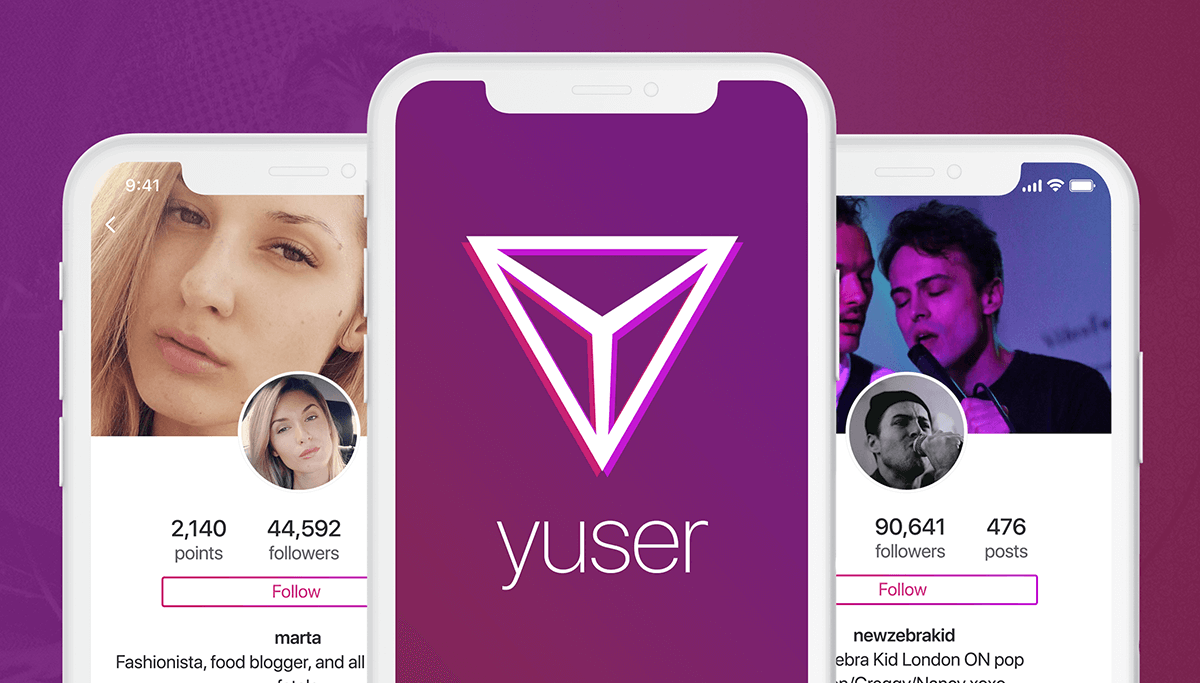 9:41
2,140 44,592
points followers
Follow
marta
Fashionista, food blogger, and all
yuser
90,641 476
followers posts
Follow
newzebrakid
Kid London ON pop